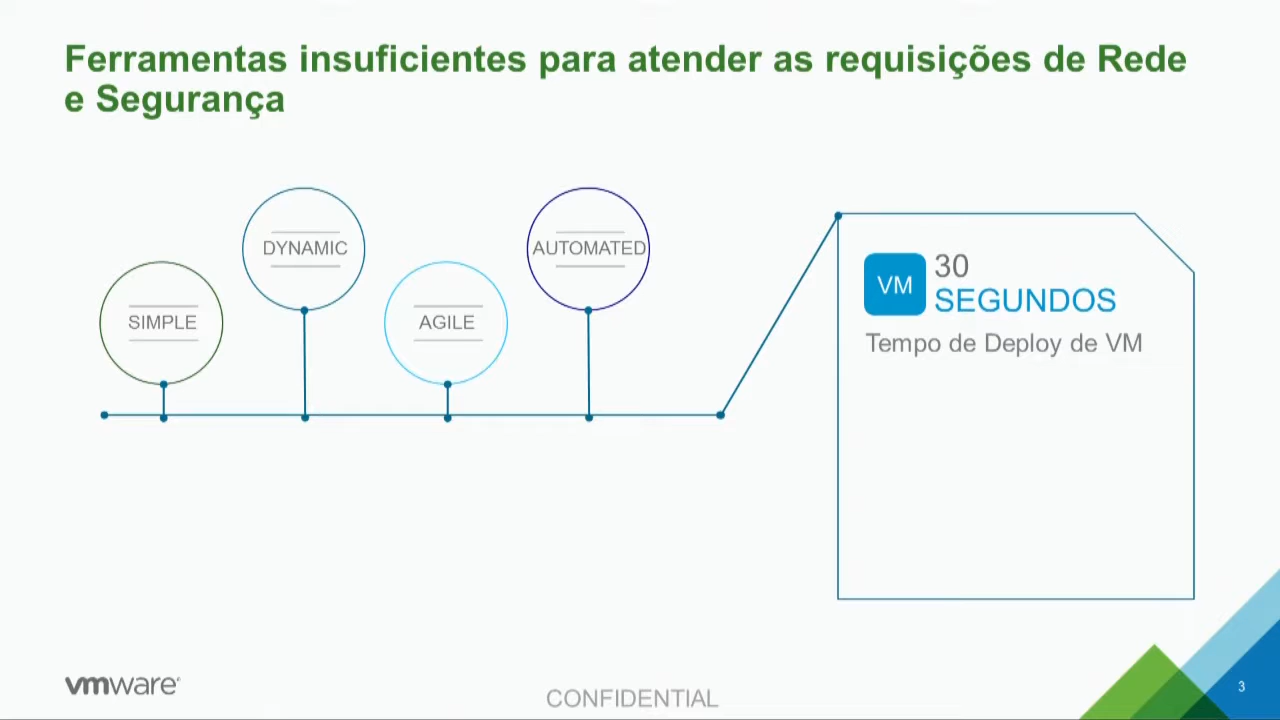 Ferramentas insuficientes para atender as requisições de Rede
e Segurança
DYNAMIC
AUTOMATED
SIMPLE
AGILE
VM
30
SEGUNDOS
Tempo de Deploy de VM
vmware
CONFIDENTIAL
3